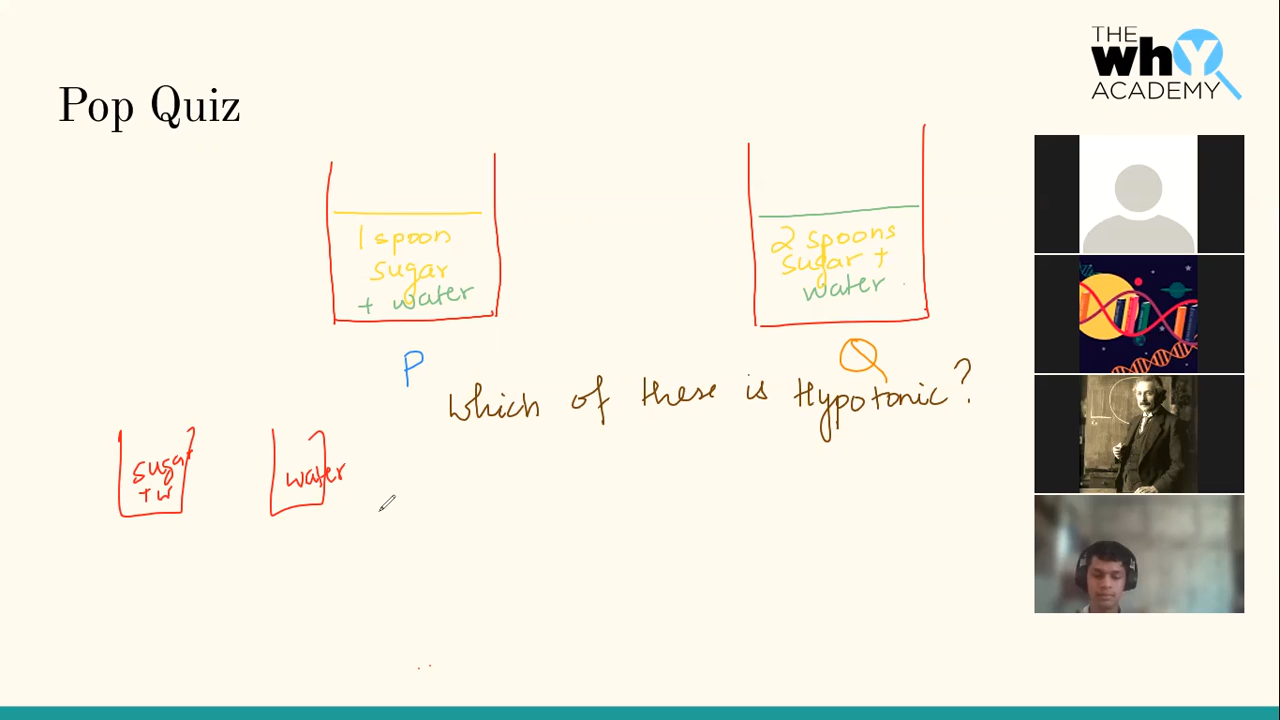 THE
whY
ACADEMY
Pop Quiz
1 spoon
sugar
+ water
2 spoons
sugar +
water
P
Q
Which of these is Hypotonic?
sugar
+ w
water